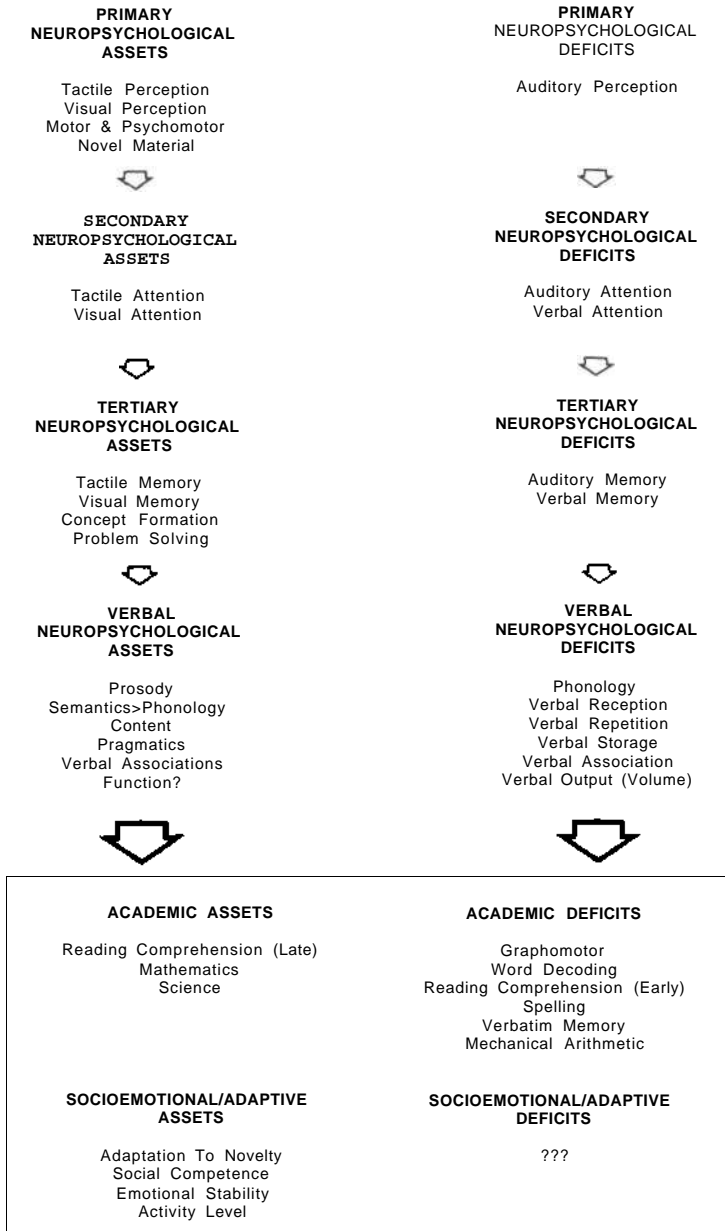 PRIMARY
NEUROPSYCHOLOGICAL
ASSETS
Tactile Perception
Visual Perception
Motor & Psychomotor
Novel Material
SECONDARY
NEUROPSYCHOLOGICAL
ASSETS
Tactile Attention
Visual Attention
TERTIARY
NEUROPSYCHOLOGICAL
ASSETS
Tactile Memory
Visual Memory
Concept Formation
Problem Solving
VERBAL
NEUROPSYCHOLOGICAL
ASSETS
Prosody
Semantics>Phonology
Content
Pragmatics
Verbal Associations
Function?
PRIMARY
NEUROPSYCHOLOGICAL
DEFICITS
Auditory Perception
SECONDARY
NEUROPSYCHOLOGICAL
DEFICITS
Auditory Attention
Verbal Attention
TERTIARY
NEUROPSYCHOLOGICAL
DEFICITS
Auditory Memory
Verbal Memory
VERBAL
NEUROPSYCHOLOGICAL
DEFICITS
Phonology
Verbal Reception
Verbal Repetition
Verbal Storage
Verbal Association
Verbal Output (Volume)
ACADEMIC ASSETS
Reading Comprehension (Late)
Mathematics
Science
ACADEMIC DEFICITS
Graphomotor
Word Decoding
Reading Comprehension (Early)
Spelling
Verbatim Memory
Mechanical Arithmetic
SOCIOEMOTIONAL/ADAPTIVE
ASSETS
Adaptation To Novelty
Social Competence
Emotional Stability
Activity Level
SOCIOEMOTIONAL/ADAPTIVE
DEFICITS
???